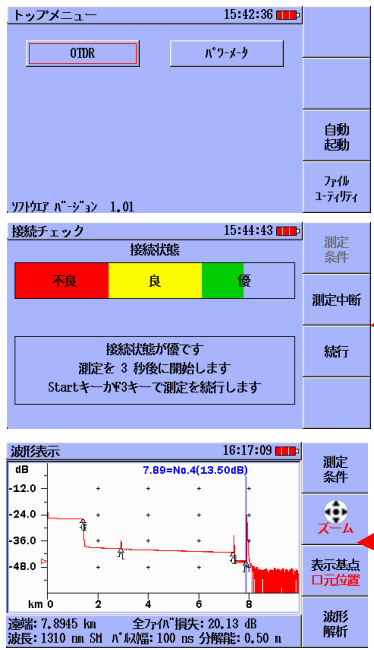 トップメニュー 15:42:36
OTDR ﾊﾟﾜｰﾒｰﾀ
自動
起動
ﾌｧｲﾙ
ﾕｰﾃｨﾘﾃｨ
ｿﾌﾄｳｴｱ ﾊﾞｰｼﾞｮﾝ 1.01
接続チェック 15:44:43
測定
条件
接続状態
不良 良 優
測定中断
続行
接続状態が優です
測定を 3 秒後に開始します
StartキーかF3キーで測定を続行します
波形表示 16:17:09
測定
条件
dB 7.89=No.4(13.50dB)
-12.0
-24.0
-36.0
-48.0
km 0 2 4 6 8
ズーム
表示基点
口元位置
波形
解析
遠端: 7.8945 km 全ﾌｧｲﾊﾞ損失: 20.13 dB
波長: 1310 nm SM ﾊﾟﾙｽ幅: 100 ns 分解能: 0.50 m